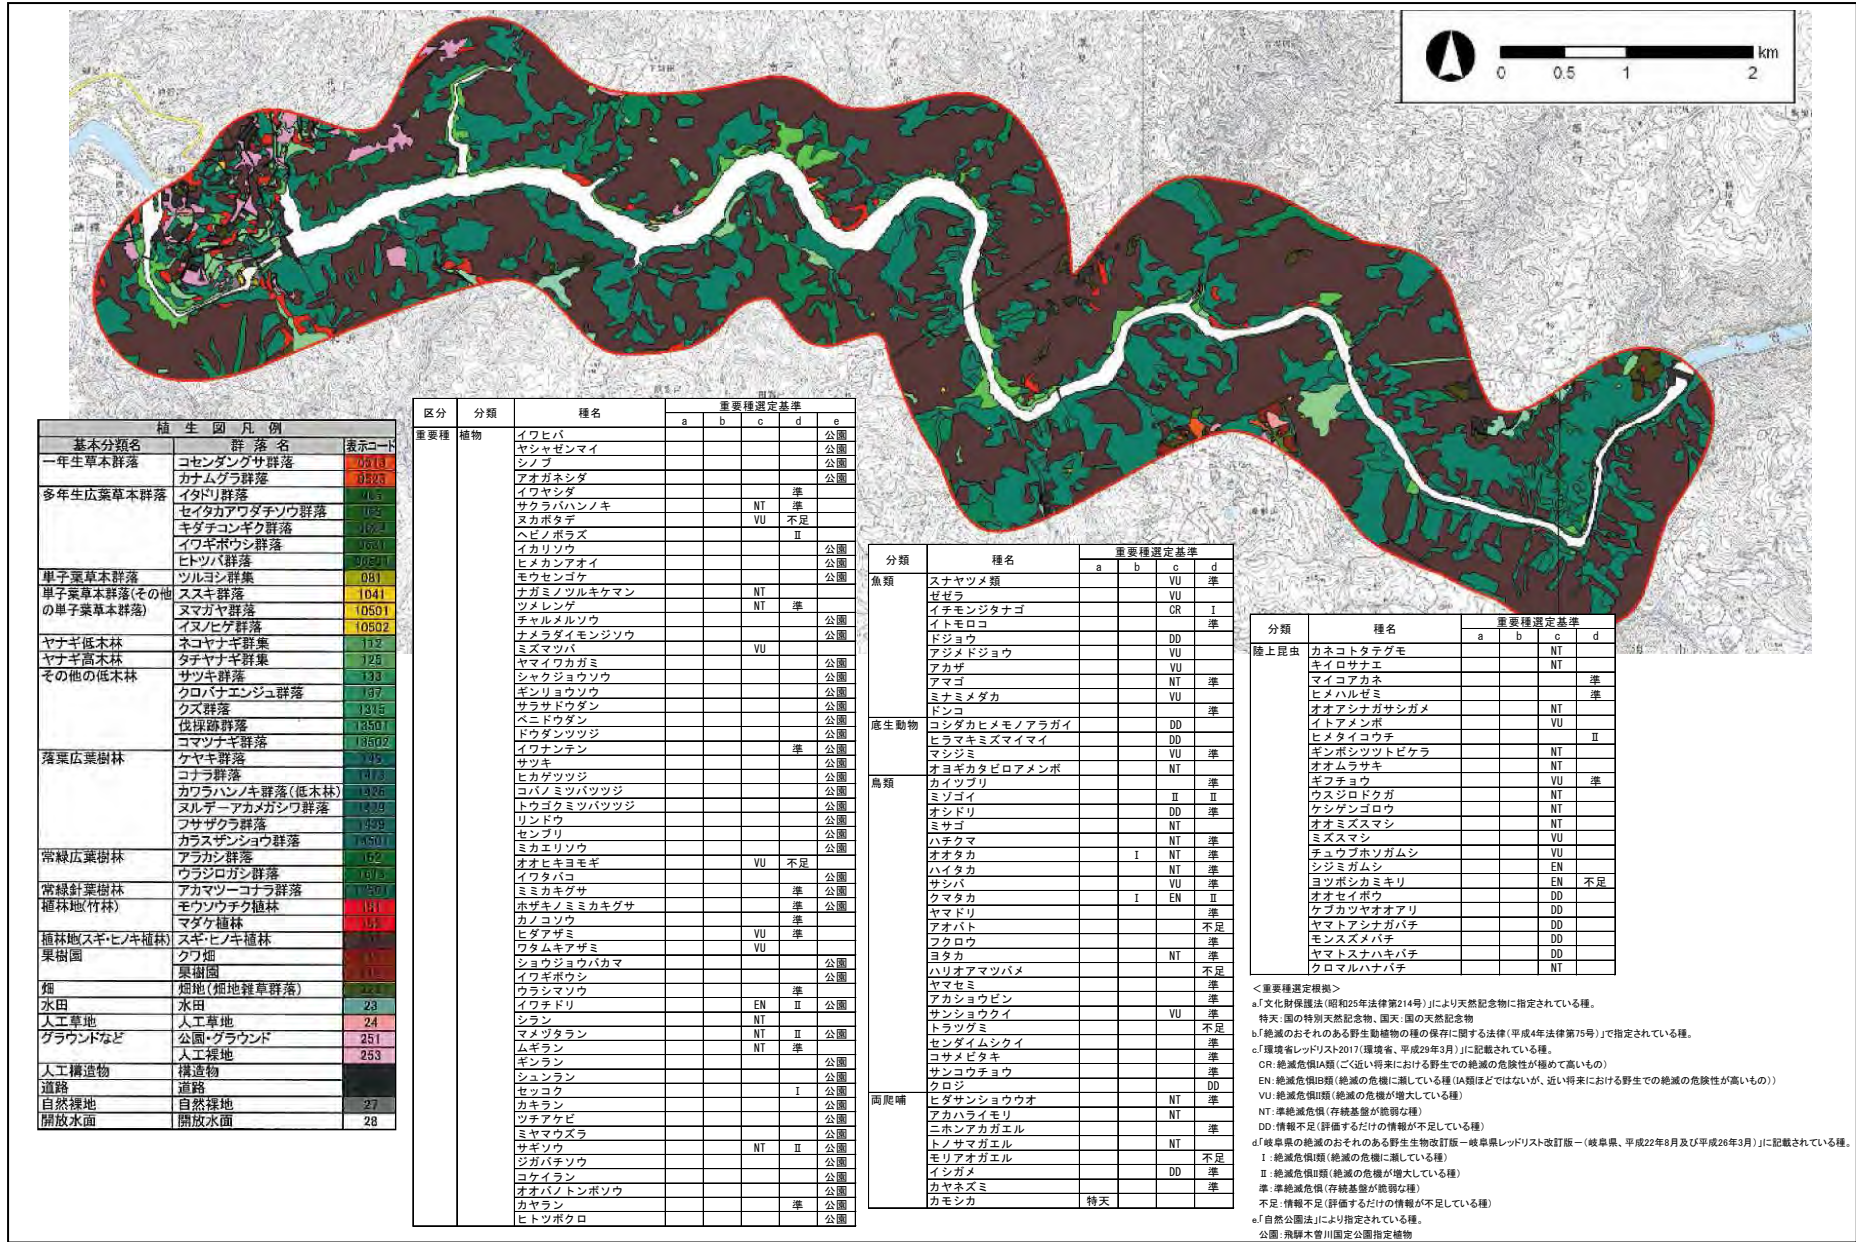 km
0 0.5 1 2
植生図凡例
基本分類名 群落名 表示コード
一年生草本群落 コセンダングサ群落
カナムグラ群落
多年生広葉草本群落 イタドリ群落
セイタカアワダチソウ群落
キダチコンギク群落
イワギボウシ群落
ヒトツバ群落
単子葉草本群落 ツルヨシ群集 081
単子葉草本群落(その他の単子葉草本群落) ススキ群落 1041
ヌマガヤ群落 10501
イヌノヒゲ群落 10502
ヤナギ低木林 ネコヤナギ群集 112
ヤナギ高木林 タチヤナギ群集 125
その他の低木林 サツキ群落 133
クロバナエンジュ群落 137
クズ群落 1315
伐採跡群落 13501
コマツナギ群落 13502
落葉広葉樹林 ケヤキ群落
コナラ群落
カワラハンノキ群落(低木林)
ヌルデーアカメガシワ群落
フサザクラ群落
カラスザンショウ群落
常緑広葉樹林 アラカシ群落
ウラジロガシ群落
常緑針葉樹林 アカマツーコナラ群落
植林地(竹林) モウソウチク植林
マダケ植林
植林地(スギ・ヒノキ植林) スギ・ヒノキ植林
果樹園 クワ畑
果樹園
畑 畑地(畑地雑草群落)
水田 水田 23
人工草地 人工草地 24
グラウンドなど 公園・グラウンド 251
人工裸地 253
人工構造物 構造物
道路 道路
自然裸地 自然裸地 27
開放水面 開放水面 28
区分 分類 種名 重要種選定基準
a b c d e
重要種 植物 イワヒバ 公園
ヤシャゼンマイ 公園
シノブ 公園
アオガネシダ 公園
イワヤシダ 準
サクラバハンノキ NT 準
ヌカボタデ VU 不足
ヘビノボラズ Ⅱ
イカリソウ 公園
ヒメカンアオイ 公園
モウセンゴケ 公園
ナガミノツルキケマン NT
ツメレンゲ NT 準
チャルメルソウ 公園
ナメラダイモンジソウ 公園
ミズマツバ VU
ヤマイワカガミ 公園
シャクジョウソウ 公園
ギンリョウソウ 公園
サラサドウダン 公園
ベニドウダン 公園
ドウダンツツジ 公園
イワナンテン 準 公園
サツキ 公園
ヒカゲツツジ 公園
コバノミツバツツジ 公園
トウゴクミツバツツジ 公園
リンドウ 公園
センブリ 公園
ミカエリソウ 公園
オオヒキヨモギ VU 不足
イワタバコ 公園
ミミカキグサ 準 公園
ホザキノミミカキグサ 準 公園
カノコソウ 準
ヒダアザミ VU 準
ワタムキアザミ VU
ショウジョウバカマ 公園
イワギボウシ 公園
ウラシマソウ 準
イワチドリ EN Ⅱ 公園
シラン NT
マメヅタラン NT Ⅱ 公園
ムギラン NT 準
ギンラン 公園
シュンラン 公園
セッコク Ⅰ 公園
カキラン 公園
ツチアケビ 公園
ミヤマウズラ 公園
サギソウ NT Ⅱ 公園
ジガバチソウ 公園
コケイラン 公園
オオバノトンボソウ 公園
カヤラン 準 公園
ヒトツボクロ 公園
分類 種名 重要種選定基準
a b c d
魚類 スナヤツメ類 VU 準
ゼゼラ VU
イチモンジタナゴ CR Ⅰ
イトモロコ 準
ドジョウ DD
アジメドジョウ VU
アカザ VU
アマゴ NT 準
ミナミメダカ VU
ドンコ 準
底生動物 コシダカヒメモノアラガイ DD
ヒラマキミズマイマイ DD
マシジミ VU 準
オヨギカタビロアメンボ NT
鳥類 カイツブリ 準
ミゾゴイ Ⅱ Ⅱ
オシドリ DD 準
ミサゴ NT
ハチクマ NT 準
オオタカ Ⅰ NT 準
ハイタカ NT 準
サシバ VU 準
クマタカ Ⅰ EN Ⅱ
ヤマドリ 準
アオバト 不足
フクロウ 準
ヨタカ NT 準
ハリオアマツバメ 不足
ヤマセミ 準
アカショウビン 準
サンショウクイ VU 準
トラツグミ 不足
センダイムシクイ 準
コサメビタキ 準
サンコウチョウ 準
クロジ DD
両爬哺 ヒダサンショウウオ NT 準
アカハライモリ NT
ニホンアカガエル 準
トノサマガエル NT
モリアオガエル 不足
イシガメ DD 準
カヤネズミ 準
カモシカ 特天
分類 種名 重要種選定基準
a b c d
陸上昆虫 カネコトタテグモ NT
キイロサナエ NT
マイコアカネ 準
ヒメハルゼミ 準
オオアシナガサシガメ NT
イトアメンボ VU
ヒメタイコウチ Ⅱ
ギンボシツツトビケラ NT
オオムラサキ NT
ギフチョウ VU 準
ウスジロドクガ NT
ケシゲンゴロウ NT
オオミズスマシ NT
ミズスマシ VU
チュウブホソガムシ VU
シジミガムシ EN
ヨツボシカミキリ EN 不足
オオセイボウ DD
ケブカツヤオオアリ DD
ヤマトアシナガバチ DD
モンスズメバチ DD
ヤマトスナハキバチ DD
クロマルハナバチ NT
＜重要種選定根拠＞
a.「文化財保護法(昭和25年法律第214号)」により天然記念物に指定されている種。
特天:国の特別天然記念物、国天:国の天然記念物
b.「絶滅のおそれのある野生動植物の種の保存に関する法律(平成4年法律第75号)」で指定されている種。
c.「環境省レッドリスト2017(環境省、平成29年3月)」に記載されている種。
CR:絶滅危惧ⅠA類(ごく近い将来における野生での絶滅の危険性が極めて高いもの)
EN:絶滅危惧ⅠB類(絶滅の危機に瀕している種(ⅠA類ほどではないが、近い将来における野生での絶滅の危険性が高いもの))
VU:絶滅危惧Ⅱ類(絶滅の危機が増大している種)
NT:準絶滅危惧(存続基盤が脆弱な種)
DD:情報不足(評価するだけの情報が不足している種)
d.「岐阜県の絶滅のおそれのある野生生物改訂版－岐阜県レッドリスト改訂版－(岐阜県、平成22年8月及び平成26年3月)」に記載されている種。
Ⅰ:絶滅危惧Ⅰ類(絶滅の危機に瀕している種)
Ⅱ:絶滅危惧Ⅱ類(絶滅の危機が増大している種)
準:準絶滅危惧(存続基盤が脆弱な種)
不足:情報不足(評価するだけの情報が不足している種)
e.「自然公園法」により指定されている種。
公園:飛騨木曽川国定公園指定植物